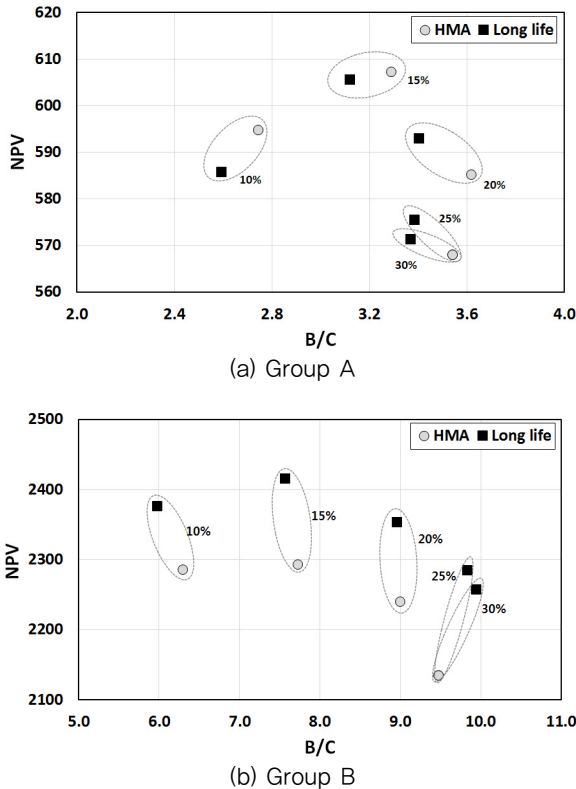 620
610
600
590
580
570
560
NPV
HMA Long life
15%
10%
20%
25%
30%
2.0 2.4 2.8 3.2 3.6 4.0
B/C
(a) Group A
2500
2400
2300
2200
2100
NPV
HMA Long life
10%
15%
20%
25%
30%
5.0 6.0 7.0 8.0 9.0 10.0 11.0
B/C
(b) Group B